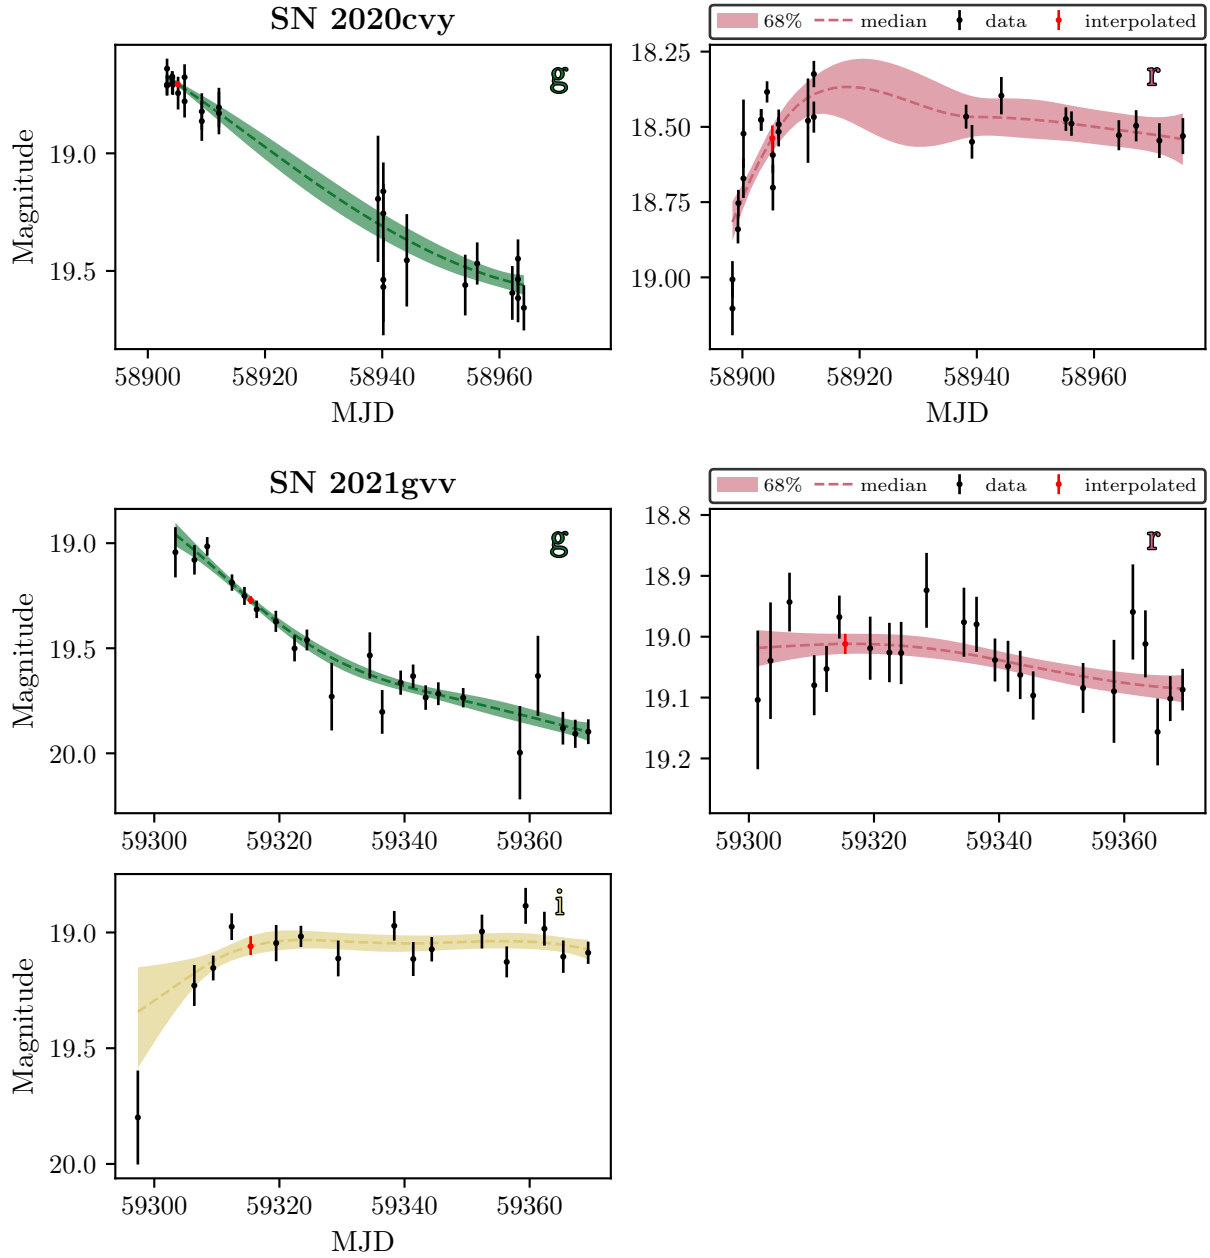 SN 2020cvy
68% median data interpolated
g
r
Magnitude
19.0
19.5
58900 58920 58940 58960
MJD
18.25
18.50
18.75
19.00
58900 58920 58940 58960
MJD
SN 2021gvv
68% median data interpolated
g
r
Magnitude
19.0
19.5
20.0
59300 59320 59340 59360
18.8
18.9
19.0
19.1
19.2
59300 59320 59340 59360
i
Magnitude
19.0
19.5
20.0
59300 59320 59340 59360
MJD